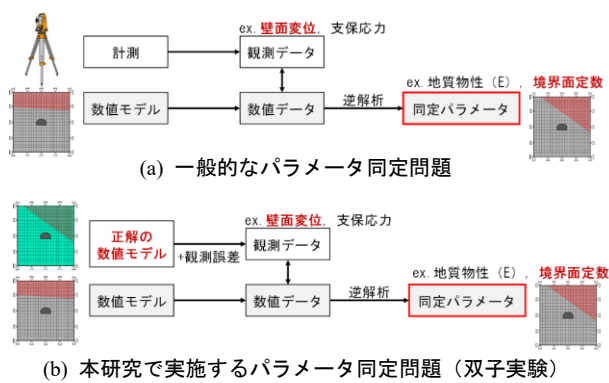 ex. 壁面変位, 支保応力
計測
観測データ
ex. 地質物性（E）, 境界面定数
数値モデル
数値データ
逆解析
同定パラメータ
(a) 一般的なパラメータ同定問題
ex. 壁面変位, 支保応力
正解の
数値モデル
+観測誤差
観測データ
ex. 地質物性（E）, 境界面定数
数値モデル
数値データ
逆解析
同定パラメータ
(b) 本研究で実施するパラメータ同定問題（双子実験）